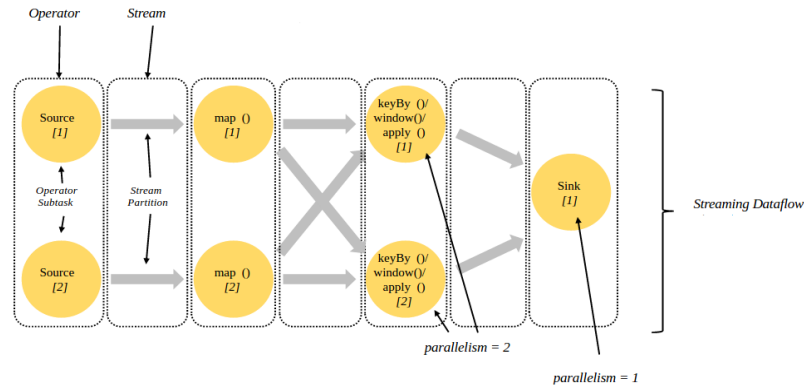 Operator
Stream
Source
[1]
map ()
[1]
keyBy ()/
window()/
apply ()
[1]
Operator
Subtask
Stream
Partition
Sink
[1]
Streaming Dataflow
Source
[2]
map ()
[2]
keyBy ()/
window()/
apply ()
[2]
parallelism = 2
parallelism = 1